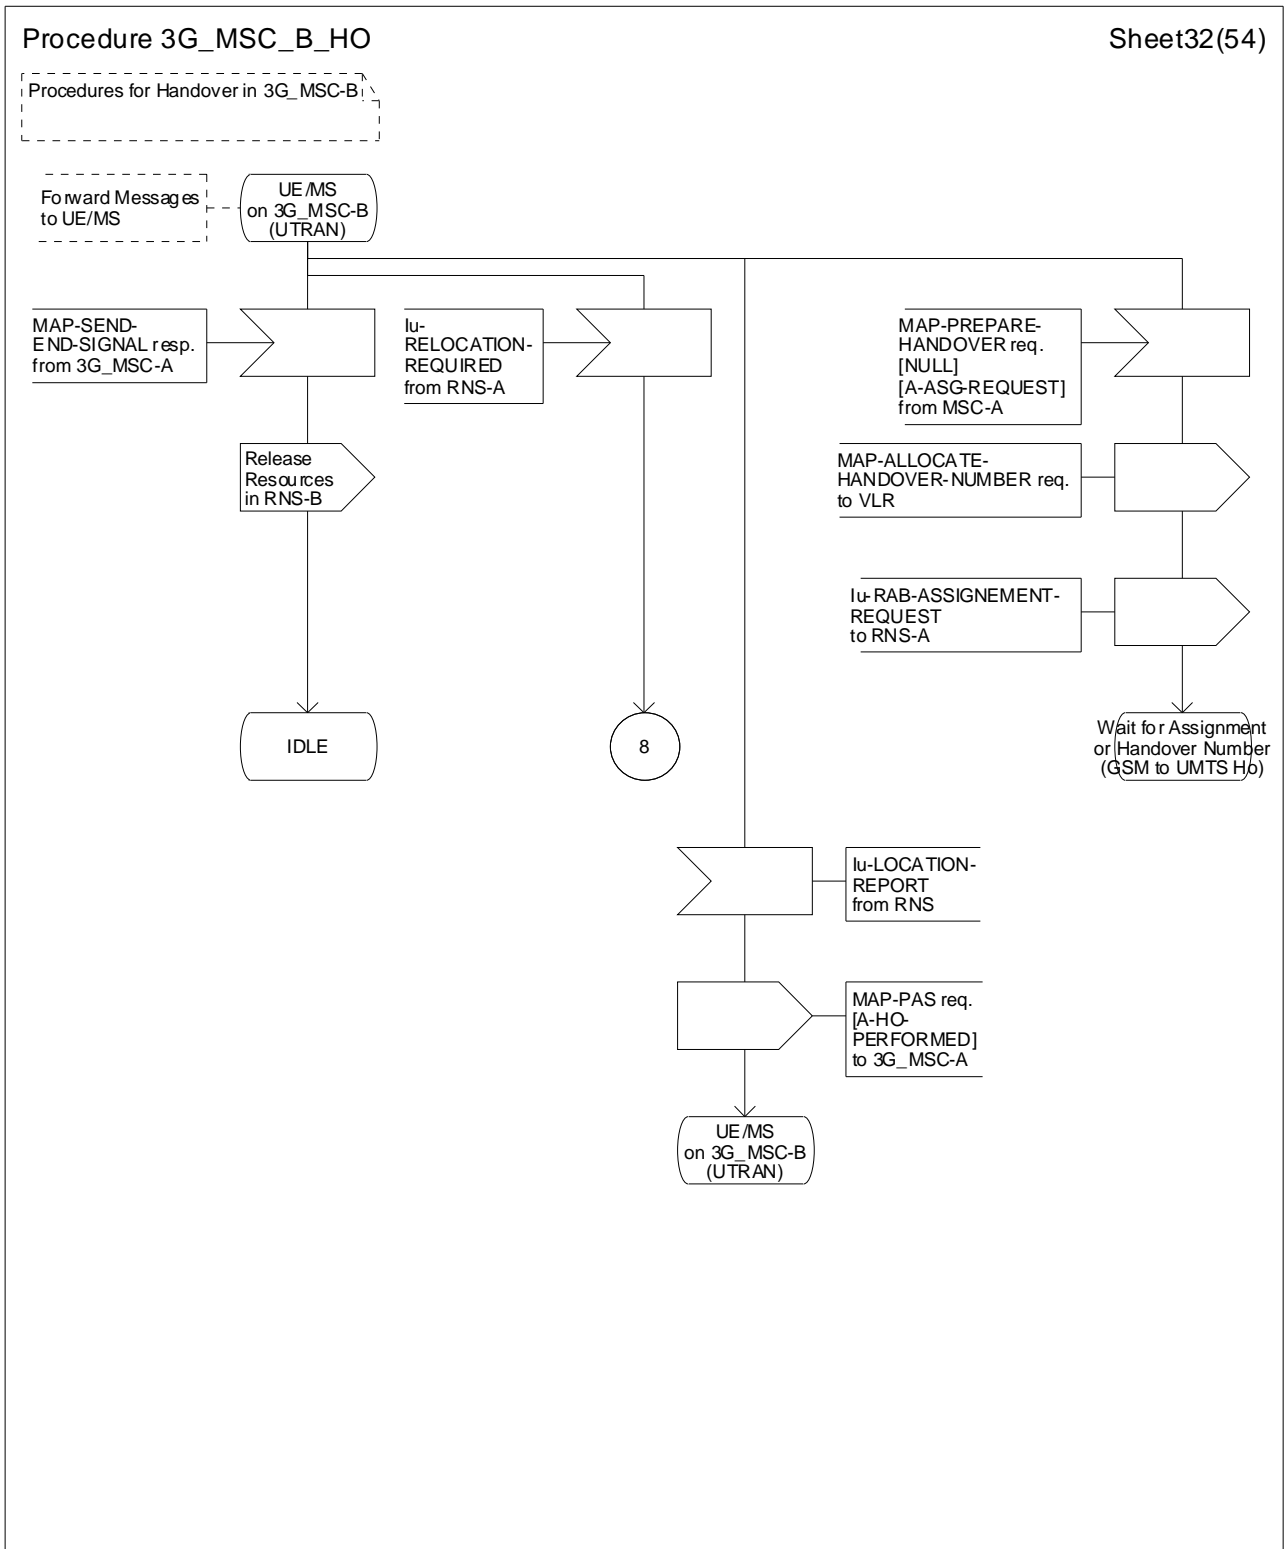 Procedure 3G_MSC_B_HO
Sheet32(54)
Procedures for Handover in 3G_MSC-B
Forward Messages
to UE/MS
UE/MS
on 3G_MSC-B
(UTRAN)
MAP-SEND-
END-SIGNAL resp.
from 3G_MSC-A
Iu-
RELOCATION-
REQUIRED
from RNS-A
MAP-PREPARE-
HANDOVER req.
[NULL]
[A-ASG-REQUEST]
from MSC-A
Release
Resources
in RNS-B
MAP-ALLOCATE-
HANDOVER-NUMBER req.
to VLR
Iu-RAB-ASSIGNEMENT-
REQUEST
to RNS-A
IDLE
8
Wait for Assignment
or Handover Number
(GSM to UMTS Ho)
Iu-LOCATION-
REPORT
from RNS
MAP-PAS req.
[A-HO-
PERFORMED]
to 3G_MSC-A
UE/MS
on 3G_MSC-B
(UTRAN)